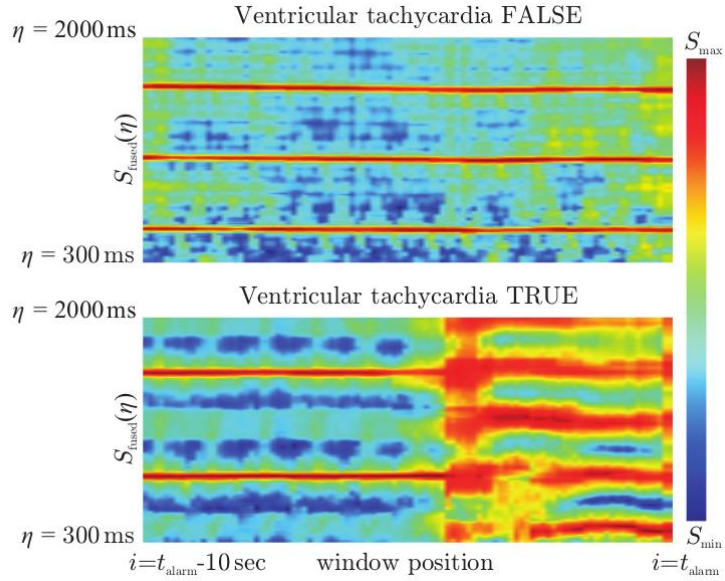 Ventricular tachycardia FALSE
η = 2000 ms
S_max
S_fused(η)
η = 300 ms
Ventricular tachycardia TRUE
η = 2000 ms
S_fused(η)
η = 300 ms
S_min
i=t_alarm-10 sec window position i=t_alarm